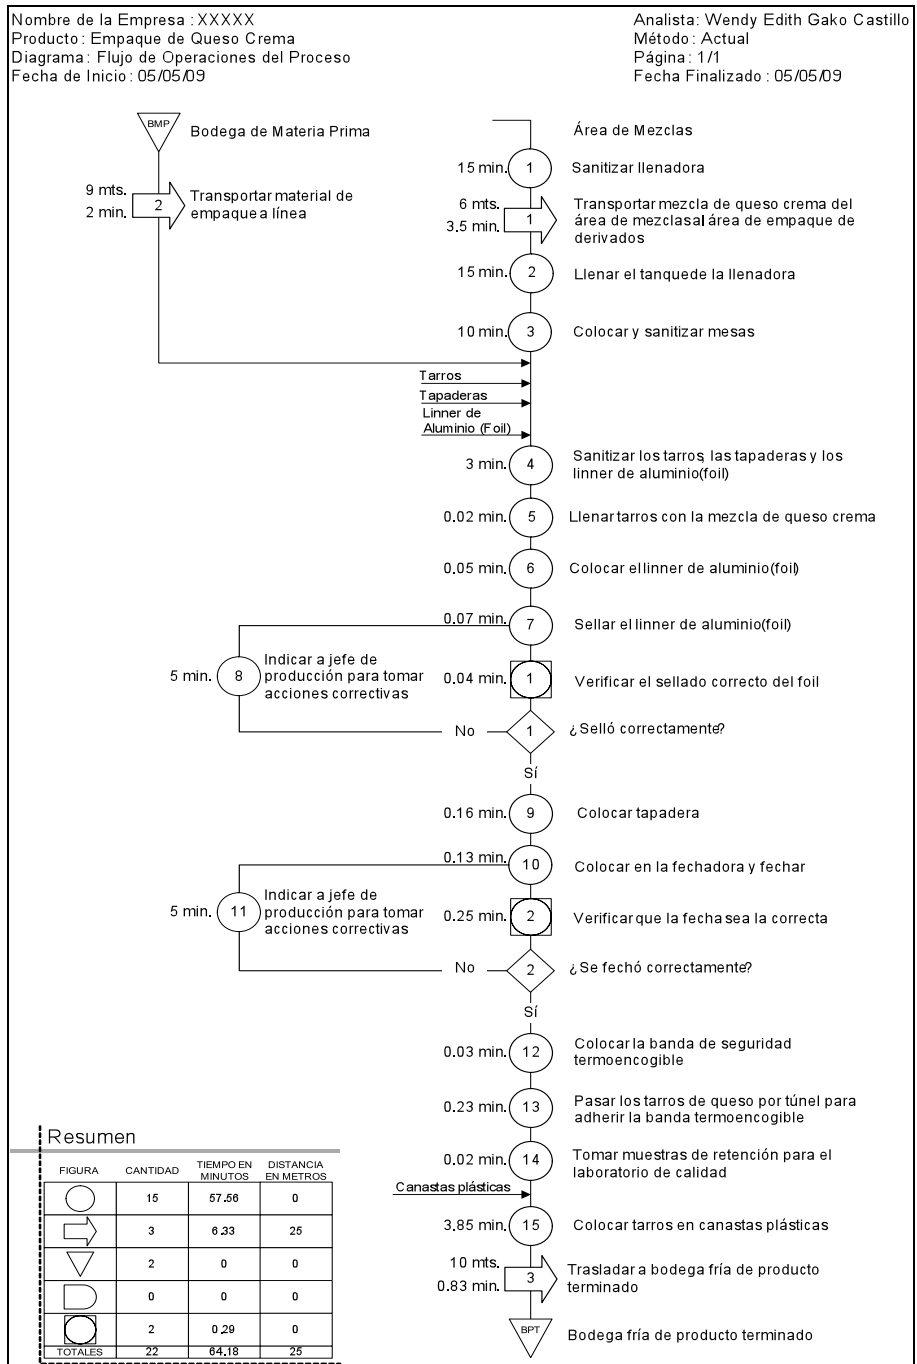 Nombre de la Empresa : XXXXX
Producto : Empaque de Queso Crema
Diagrama : Flujo de Operaciones del Proceso
Fecha de Inicio : 05/05/09
Analista: Wendy Edith Gako Castillo
Método : Actual
Página : 1/1
Fecha Finalizado : 05/05/09
BMP
Bodega de Materia Prima
9 mts.
2 min.
2
Transportar material de
empaque a línea
Área de Mezclas
15 min.
1
Sanitizar llenadora
6 mts.
3.5 min.
1
Transportar mezcla de queso crema del
área de mezclasal área de empaque de
derivados
15 min.
2
Llenar el tanquede la llenadora
10 min.
3
Colocar y sanitizar mesas
Tarros
Tapaderas
Linner de
Aluminio (Foil)
3 min.
4
Sanitizar los tarros, las tapaderas y los
linner de aluminio(foil)
0.02 min.
5
Llenar tarros con la mezcla de queso crema
0.05 min.
6
Colocar el linner de aluminio(foil)
0.07 min.
7
Sellar el linner de aluminio(foil)
5 min.
8
Indicar a jefe de
producción para tomar
acciones correctivas
0.04 min.
1
Verificar el sellado correcto del foil
No
1
¿Selló correctamente?
Sí
0.16 min.
9
Colocar tapadera
0.13 min.
10
Colocar en la fechadora y fechar
5 min.
11
Indicar a jefe de
producción para tomar
acciones correctivas
0.25 min.
2
Verificar que la fecha sea la correcta
No
2
¿Se fechó correctamente?
Sí
0.03 min.
12
Colocar la banda de seguridad
termoencogible
0.23 min.
13
Pasar los tarros de queso por túnel para
adherir la banda termoencogible
0.02 min.
14
Tomar muestras de retención para el
laboratorio de calidad
Canastas plásticas
3.85 min.
15
Colocar tarros en canastas plásticas
10 mts.
0.83 min.
3
Trasladar a bodega fría de producto
terminado
BPT
Bodega fría de producto terminado
Resumen
FIGURA CANTIDAD TIEMPO EN MINUTOS DISTANCIA EN METROS
15 57.56 0
3 6.33 25
2 0 0
0 0 0
2 0.29 0
TOTALES 22 64.18 25